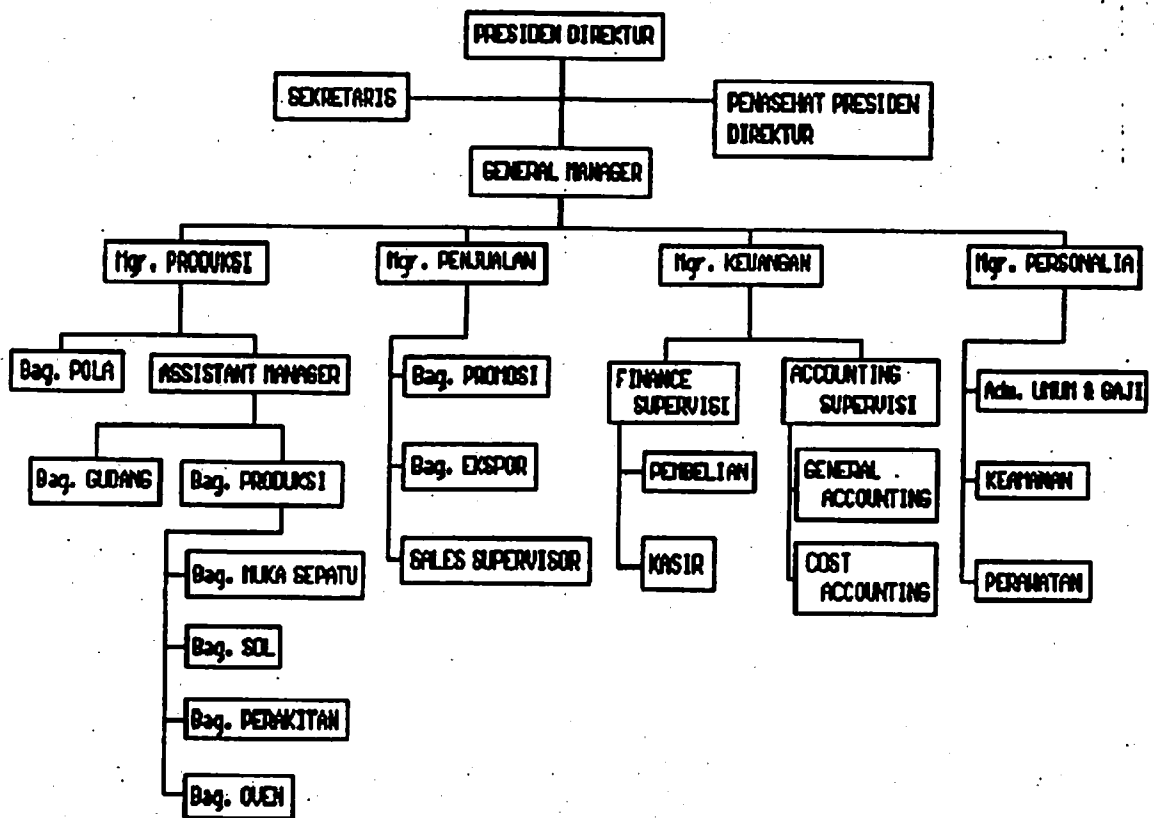 PRESIDEN DIREKTUR
SEKRETARIS
PENASEHAT PRESIDEN
DIREKTUR
GENERAL MANAGER
Mgr. PRODUKSI
Mgr. PENJUALAN
Mgr. KEUANGAN
Mgr. PERSONALIA
Bag. POLA
ASSISTANT MANAGER
Bag. PROMOSI
FINANCE
SUPERVISI
ACCOUNTING
SUPERVISI
Adm. UMUM & GAJI
Bag. GUDANG
Bag. PRODUKSI
Bag. EKSPOR
PEMBELIAN
GENERAL
ACCOUNTING
KEAMANAN
Bag. MUKA SEPATU
SALES SUPERVISOR
KASIR
COST
ACCOUNTING
PERAWATAN
Bag. SOL
Bag. PERAKITAN
Bag. OVEN